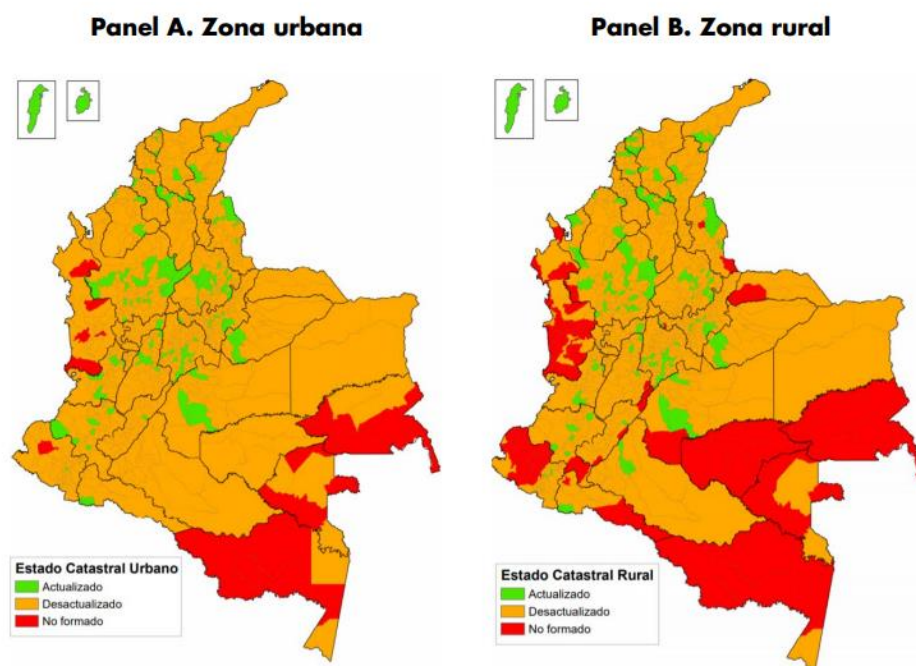 Panel A. Zona urbana
Panel B. Zona rural
Estado Catastral Urbano
Actualizado
Desactualizado
No formado
Estado Catastral Rural
Actualizado
Desactualizado
No formado